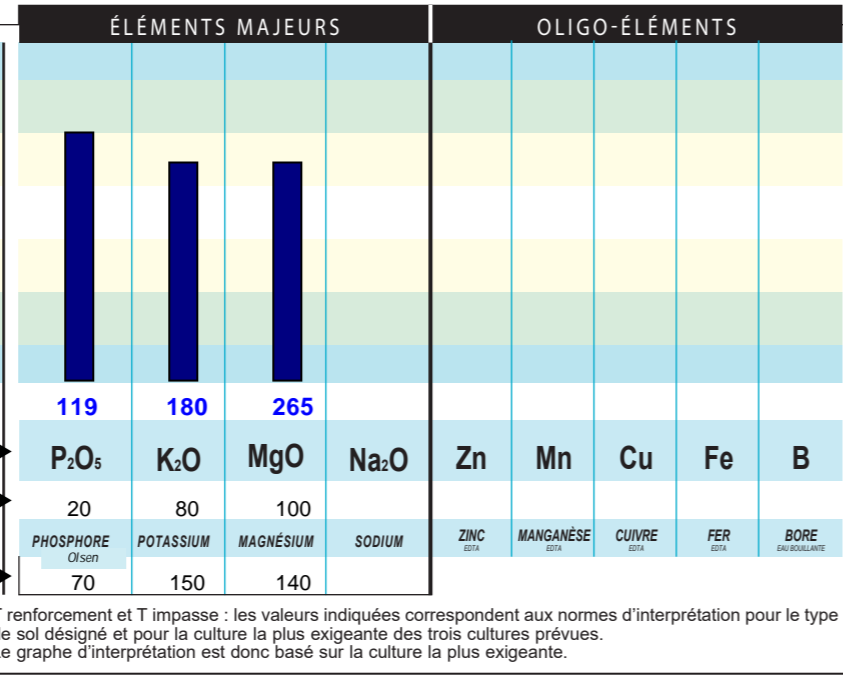 ÉLÉMENTS MAJEURS OLIGO-ÉLÉMENTS
119 180 265
P₂O₅ K₂O MgO Na₂O Zn Mn Cu Fe B
20 80 100
PHOSPHORE POTASSIUM MAGNÉSIUM SODIUM ZINC MANGANÈSE CUIVRE FER BORE
Olsen EDTA EDTA EDTA EDTA EAU BOUILLANTE
70 150 140
T renforcement et T impasse : les valeurs indiquées correspondent aux normes d'interprétation pour le type
de sol désigné et pour la culture la plus exigeante des trois cultures prévues.
Le graphe d'interprétation est donc basé sur la culture la plus exigeante.